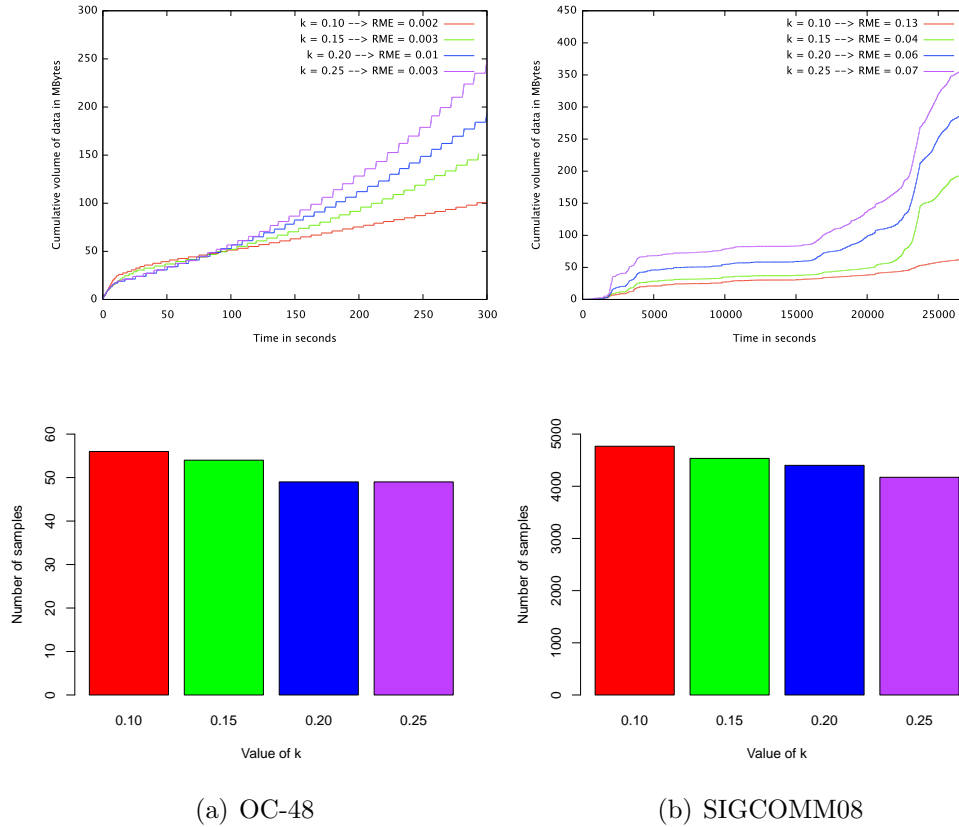 k = 0.10 --> RME = 0.002
k = 0.15 --> RME = 0.003
k = 0.20 --> RME = 0.01
k = 0.25 --> RME = 0.003
300
250
200
150
100
50
0
Cumulative volume of data in MBytes
0 50 100 150 200 250 300
Time in seconds
k = 0.10 --> RME = 0.13
k = 0.15 --> RME = 0.04
k = 0.20 --> RME = 0.06
k = 0.25 --> RME = 0.07
450
400
350
300
250
200
150
100
50
0
Cumulative volume of data in MBytes
0 5000 10000 15000 20000 25000
Time in seconds
60
50
40
30
20
10
0
Number of samples
0.10 0.15 0.20 0.25
Value of k
5000
4000
3000
2000
1000
0
Number of samples
0.10 0.15 0.20 0.25
Value of k
(a) OC-48
(b) SIGCOMM08